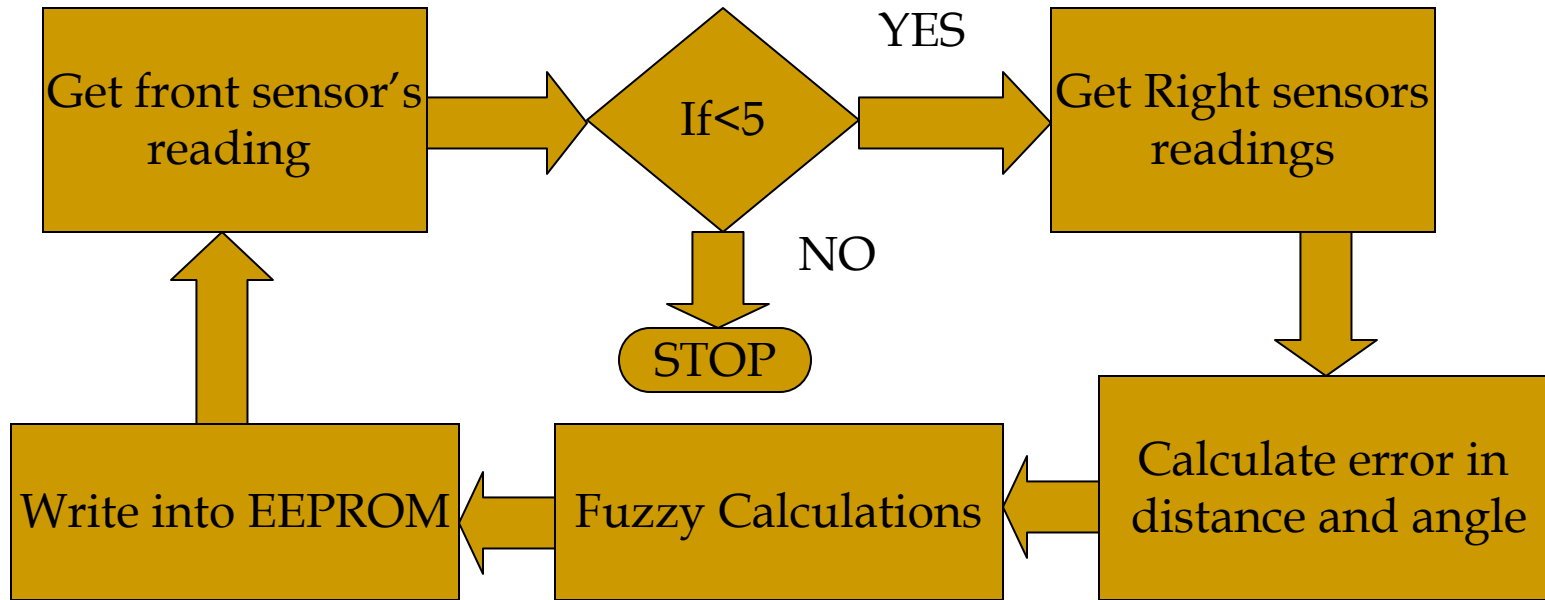 Get front sensor’s
reading
If<5
YES
Get Right sensors
readings
NO
STOP
Calculate error in
distance and angle
Fuzzy Calculations
Write into EEPROM